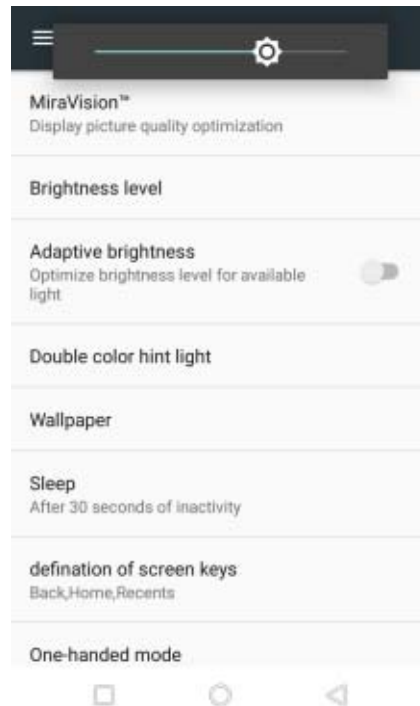 MiraVision™
Display picture quality optimization
Brightness level
Adaptive brightness
Optimize brightness level for available
light
Double color hint light
Wallpaper
Sleep
After 30 seconds of inactivity
defination of screen keys
Back,Home,Recents
One-handed mode